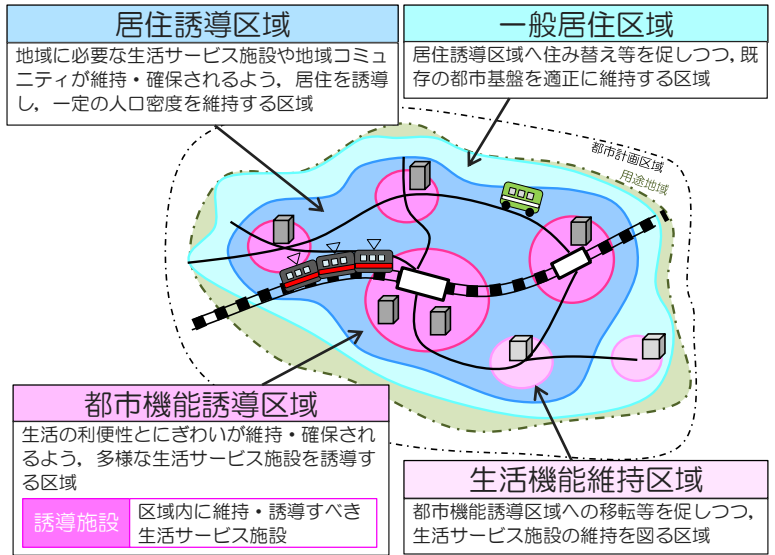 居住誘導区域
地域に必要な生活サービス施設や地域コミュ
ニティが維持・確保されるよう，居住を誘導
し，一定の人口密度を維持する区域
一般居住区域
居住誘導区域へ住み替え等を促しつつ，既
存の都市基盤を適正に維持する区域
都市計画区域
用途地域
都市機能誘導区域
生活の利便性とにぎわいが維持・確保され
るよう，多様な生活サービス施設を誘導す
る区域
誘導施設
区域内に維持・誘導すべき
生活サービス施設
生活機能維持区域
都市機能誘導区域への移転等を促しつつ，
生活サービス施設の維持を図る区域